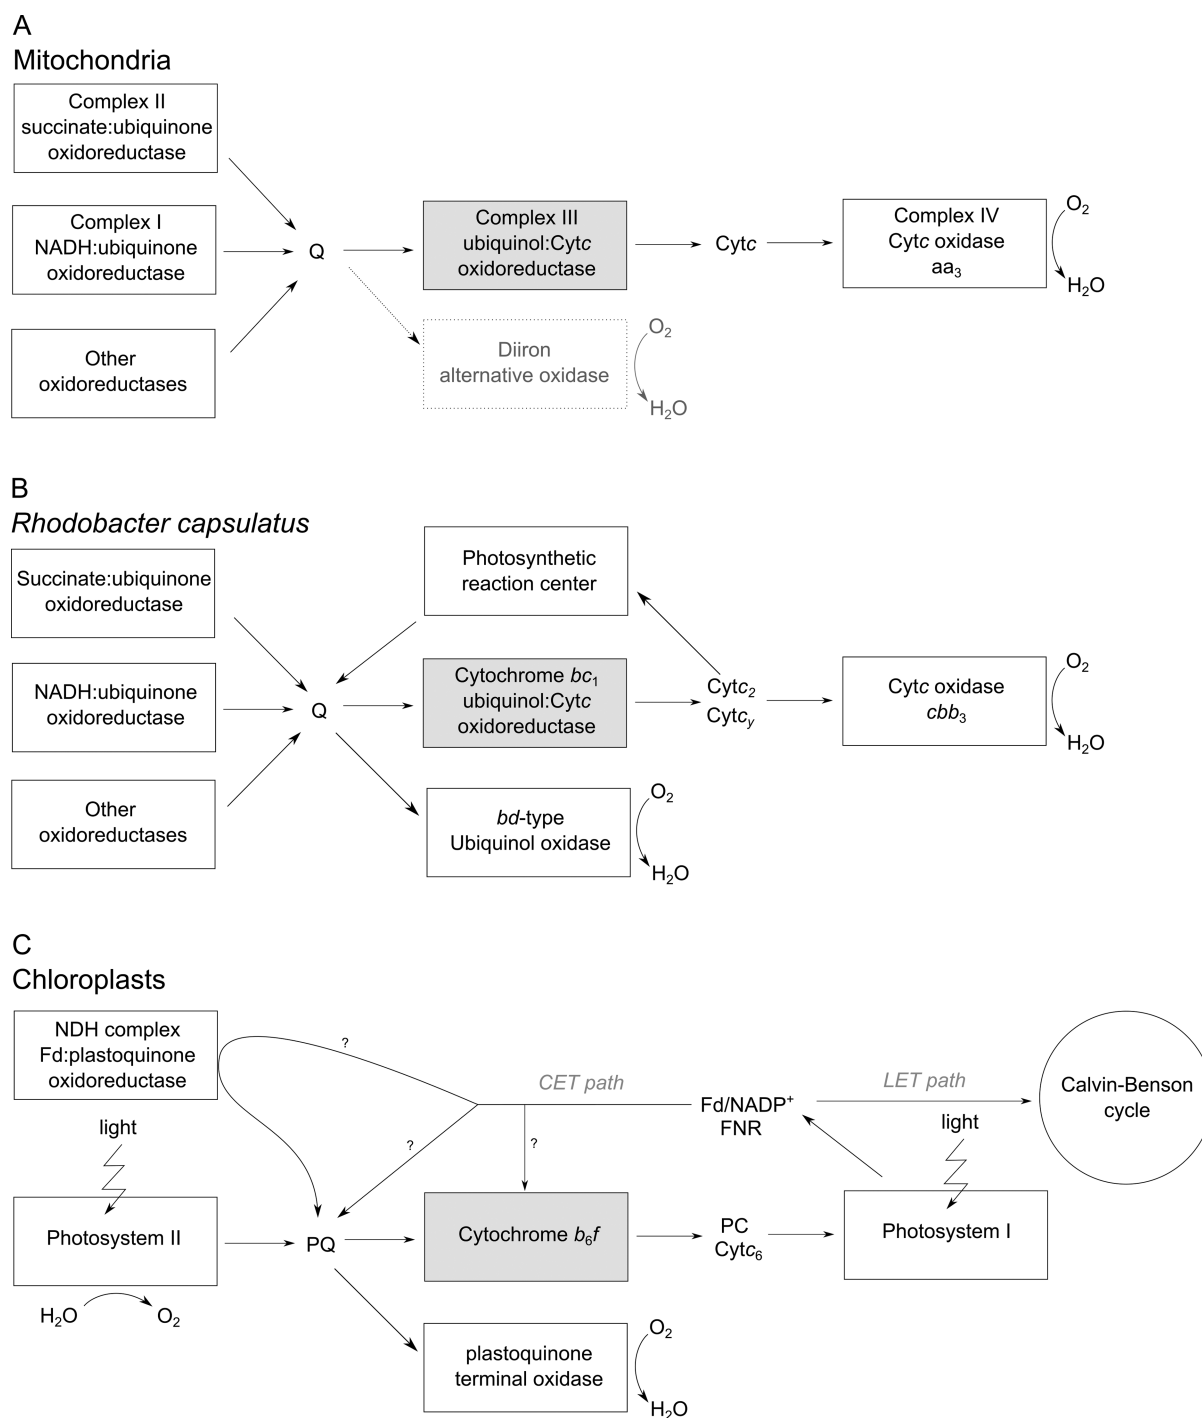 A
Mitochondria
Complex II
succinate:ubiquinone
oxidoreductase
Complex I
NADH:ubiquinone
oxidoreductase
Other
oxidoreductases
Q
Complex III
ubiquinol:Cytc
oxidoreductase
Diiron
alternative oxidase
O₂
H₂O
Cytc
Complex IV
Cytc oxidase
aa₃
O₂
H₂O
B
Rhodobacter capsulatus
Succinate:ubiquinone
oxidoreductase
NADH:ubiquinone
oxidoreductase
Other
oxidoreductases
Q
Photosynthetic
reaction center
Cytochrome bc₁
ubiquinol:Cytc
oxidoreductase
bd-type
Ubiquinol oxidase
O₂
H₂O
Cytc₂
Cytcy
Cytc oxidase
cbb₃
O₂
H₂O
C
Chloroplasts
NDH complex
Fd:plastoquinone
oxidoreductase
?
CET path
Fd/NADP⁺
FNR
LET path
Calvin-Benson
cycle
light
light
?
?
Photosystem II
H₂O
O₂
PQ
Cytochrome b₆f
PC
Cytc₆
Photosystem I
plastoquinone
terminal oxidase
O₂
H₂O